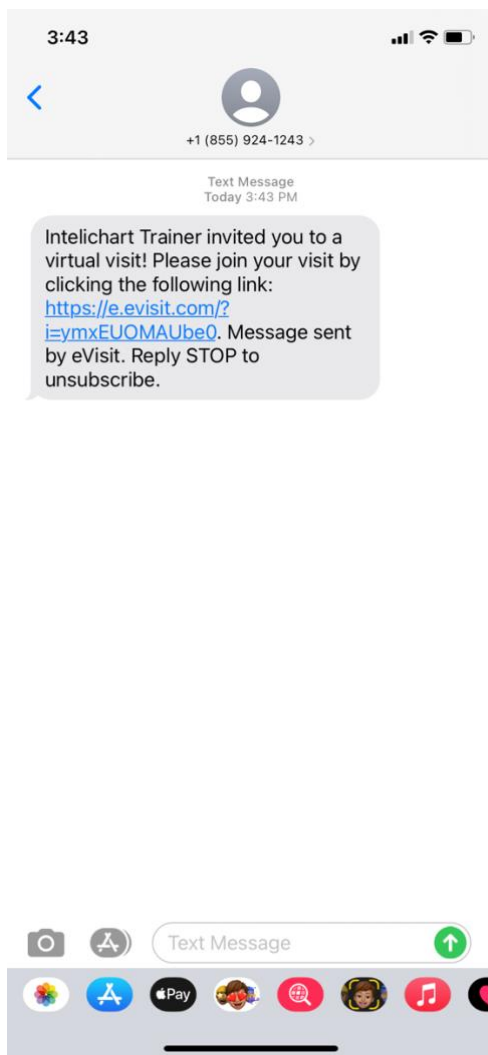 3:43
+1 (855) 924-1243 >
Text Message
Today 3:43 PM
Intelichart Trainer invited you to a
virtual visit! Please join your visit by
clicking the following link:
https://e.evisit.com/?
i=ymxEUOMAUbe0. Message sent
by eVisit. Reply STOP to
unsubscribe.
Text Message
Pay